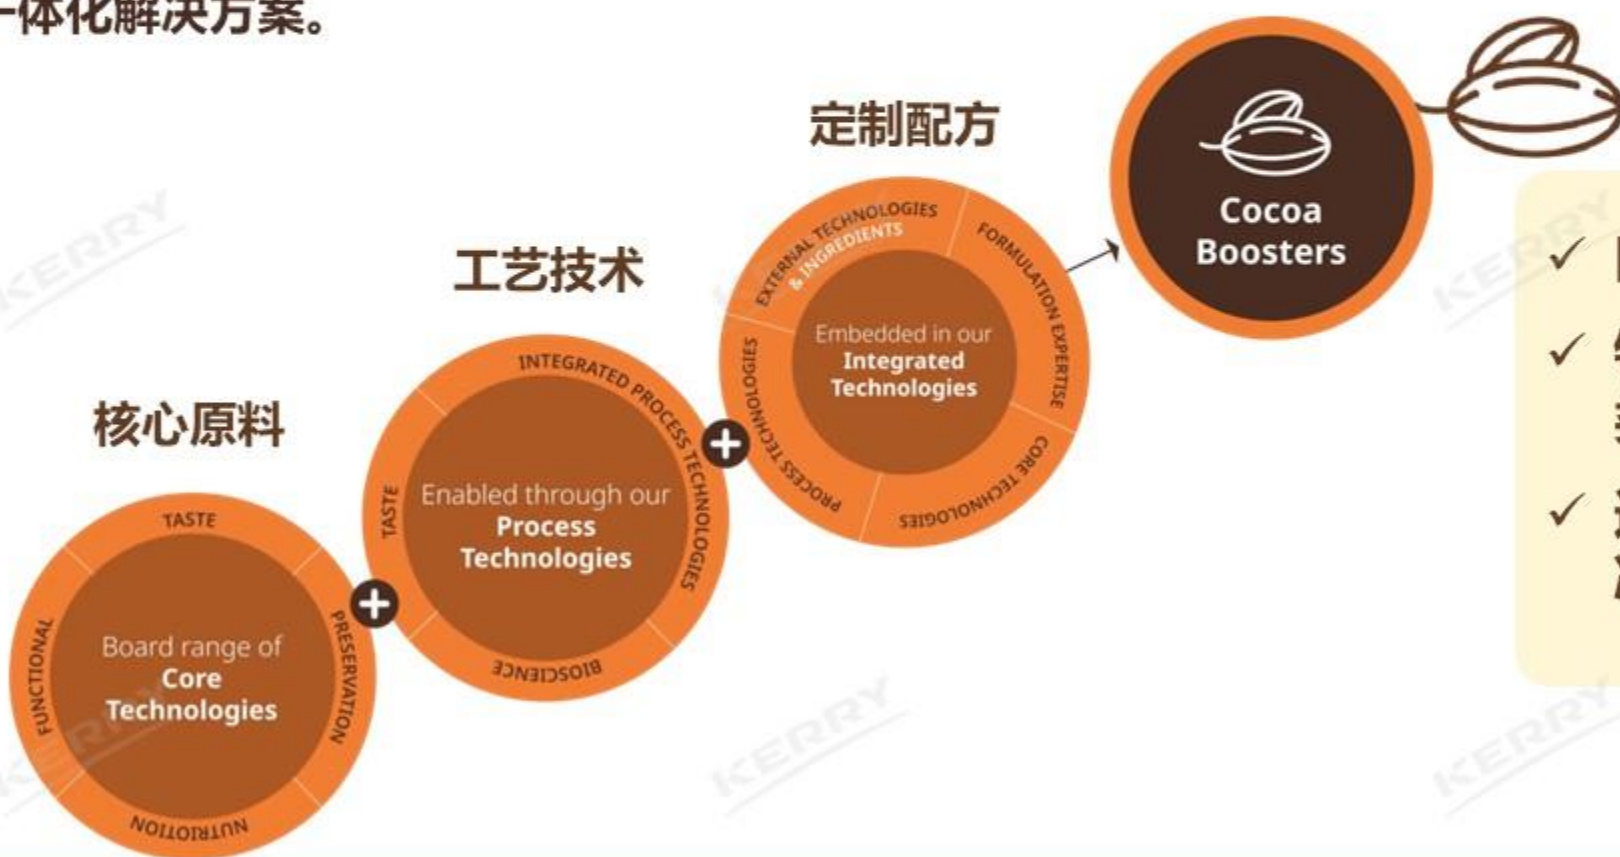 一体化解决方案。
定制配方
工艺技术
核心原料
Cocoa
Boosters
EXTERNAL TECHNOLOGIES
& INGREDIENTS
FORMULATION EXPERTISE
CORE TECHNOLOGIES
PROCESS TECHNOLOGIES
Embedded in our
Integrated
Technologies
INTEGRATED PROCESS TECHNOLOGIES
TASTE
BIOSCIENCE
Enabled through our
Process
Technologies
TASTE
PRESERVATION
NUTRIOTION
FUNCTIONAL
Board range of
Core
Technologies
KERRY
KERRY
KERRY
KERRY
KERRY